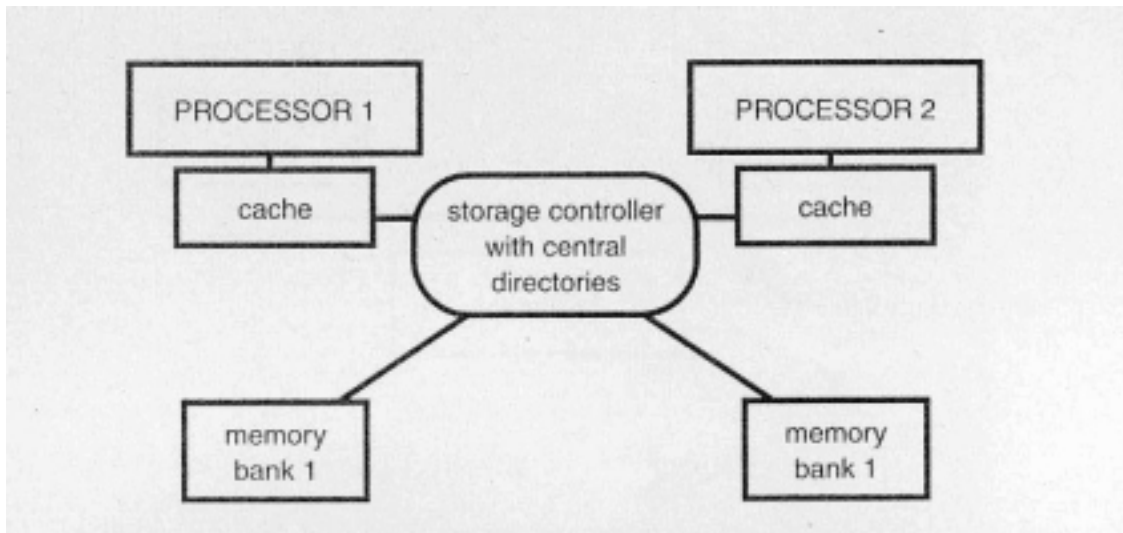 PROCESSOR 1
PROCESSOR 2
cache
storage controller
with central
directories
cache
memory
bank 1
memory
bank 1